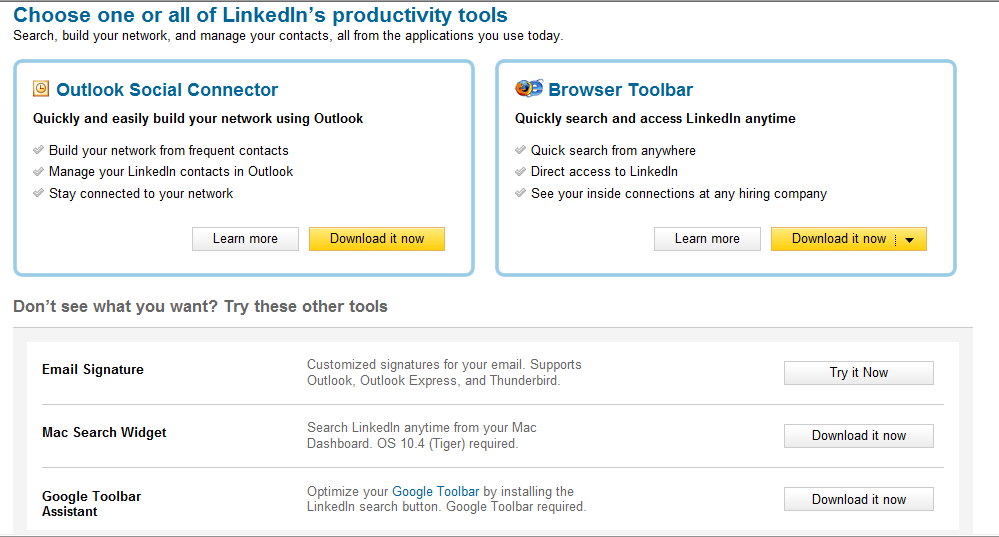 Choose one or all of LinkedIn's productivity tools
Search, build your network, and manage your contacts, all from the applications you use today.
Outlook Social Connector
Quickly and easily build your network using Outlook
Build your network from frequent contacts
Manage your LinkedIn contacts in Outlook
Stay connected to your network
Learn more
Download it now
Browser Toolbar
Quickly search and access LinkedIn anytime
Quick search from anywhere
Direct access to LinkedIn
See your inside connections at any hiring company
Learn more
Download it now
Don't see what you want? Try these other tools
Email Signature
Customized signatures for your email. Supports
Outlook, Outlook Express, and Thunderbird.
Try it Now
Mac Search Widget
Search LinkedIn anytime from your Mac
Dashboard. OS 10.4 (Tiger) required.
Download it now
Google Toolbar
Assistant
Optimize your Google Toolbar by installing the
LinkedIn search button. Google Toolbar required.
Download it now